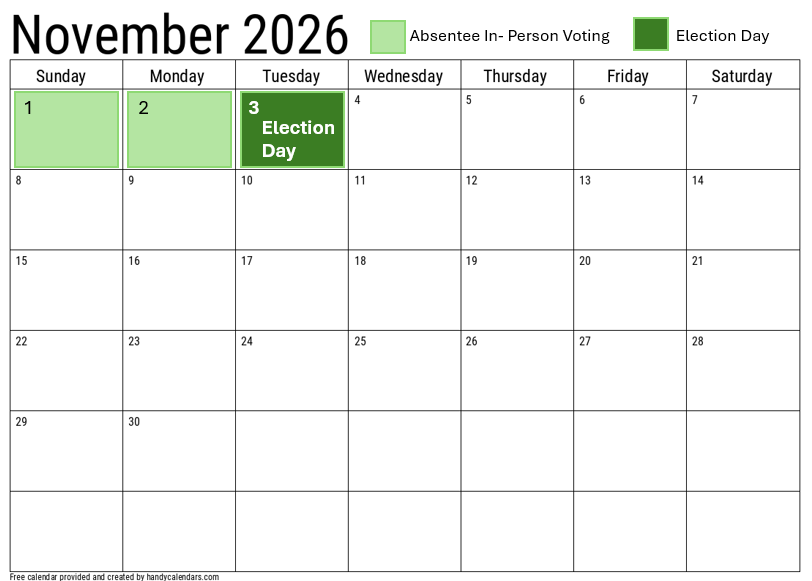 November 2026
Absentee In- Person Voting
Election Day
Sunday Monday Tuesday Wednesday Thursday Friday Saturday
1 2 3 4 5 6 7
Election
Day
8 9 10 11 12 13 14
15 16 17 18 19 20 21
22 23 24 25 26 27 28
29 30
Free calendar provided and created by handycalendars.com